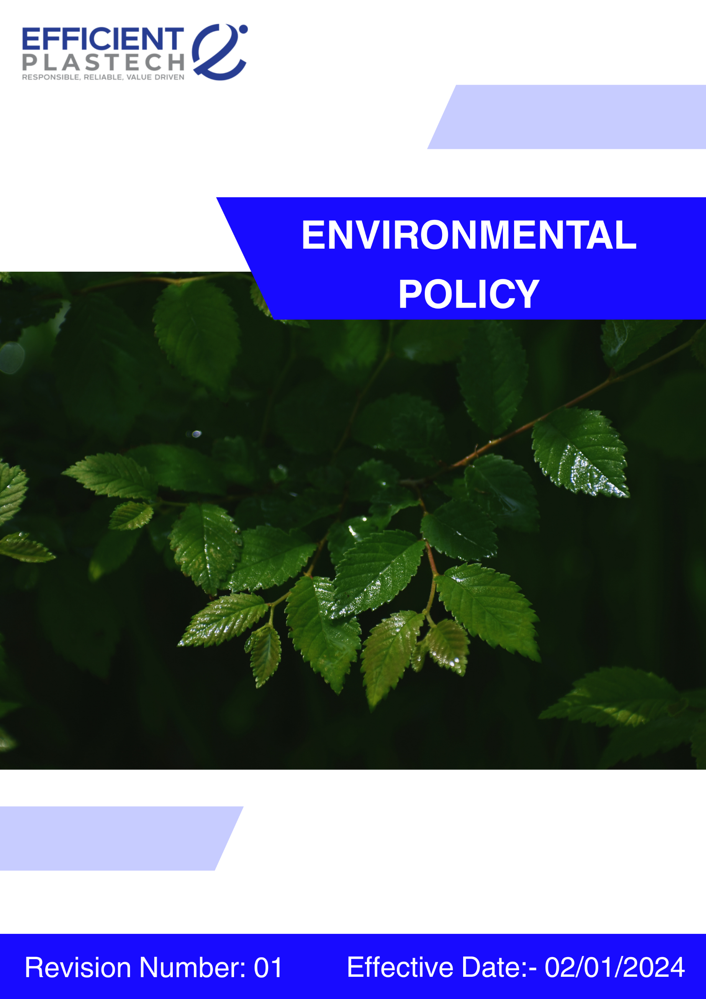 EFFICIENT
PLASTECH
RESPONSIBLE, RELIABLE, VALUE DRIVEN
ENVIRONMENTAL
POLICY
Revision Number: 01
Effective Date:- 02/01/2024